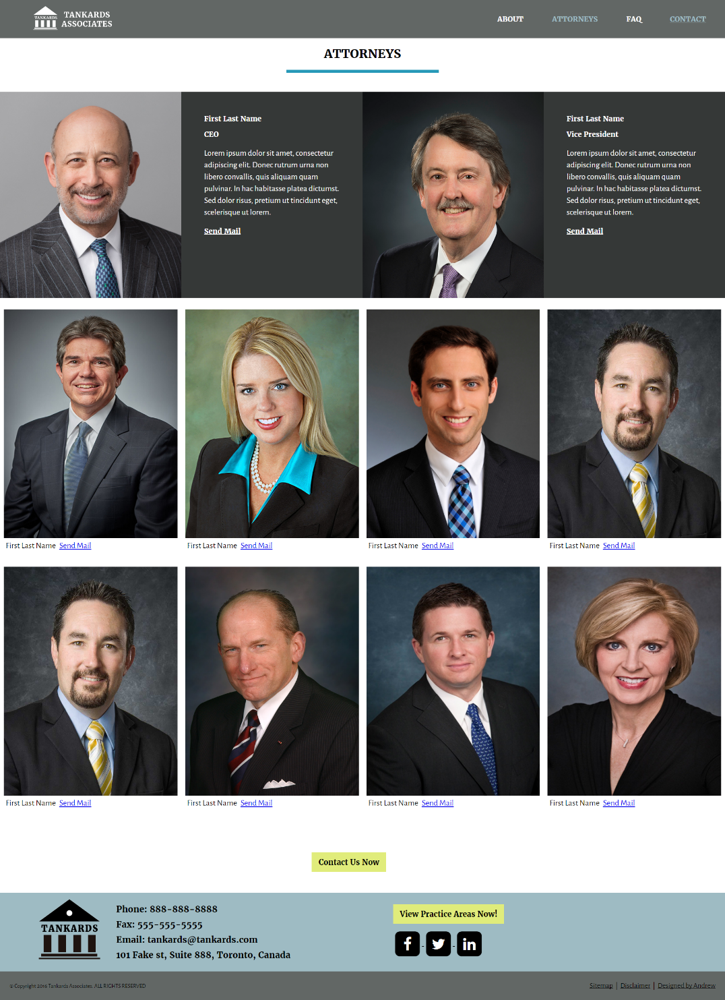 TANKARDS
TANKARDS
ASSOCIATES
ABOUT
ATTORNEYS
FAQ
CONTACT
ATTORNEYS
First Last Name
CEO
Lorem ipsum dolor sit amet, consectetur
adipiscing elit. Donec rutrum urna non
libero convallis, quis aliquam quam
pulvinar. In hac habitasse platea dictumst.
Sed dolor risus, pretium ut tincidunt eget,
scelerisque ut lorem.
Send Mail
First Last Name
Vice President
Lorem ipsum dolor sit amet, consectetur
adipiscing elit. Donec rutrum urna non
libero convallis, quis aliquam quam
pulvinar. In hac habitasse platea dictumst.
Sed dolor risus, pretium ut tincidunt eget,
scelerisque ut lorem.
Send Mail
First Last Name Send Mail
First Last Name Send Mail
First Last Name Send Mail
First Last Name Send Mail
First Last Name Send Mail
First Last Name Send Mail
First Last Name Send Mail
First Last Name Send Mail
Contact Us Now
TANKARDS
Phone: 888-888-8888
Fax: 555-555-5555
Email: tankards@tankards.com
101 Fake st, Suite 888, Toronto, Canada
View Practice Areas Now!
© Copyright 2016 Tankards Associates. ALL RIGHTS RESERVED
Sitemap | Disclaimer | Designed by Andrew